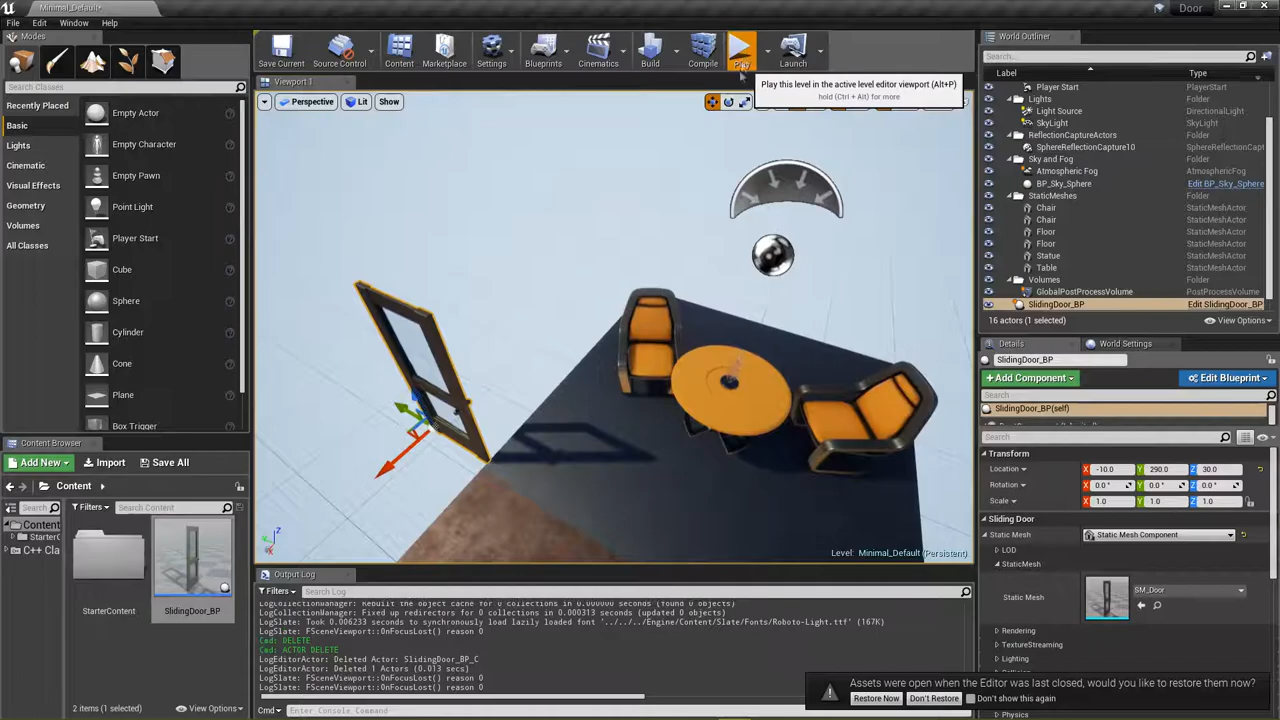 Minimal_Default*
Door
File Edit Window Help
Modes
Save Current
Source Control
Content
Marketplace
Settings
Blueprints
Cinematics
Build
Compile
Play
Launch
Play this level in the active level editor viewport (Alt+P)
hold (Ctrl + Alt) for more
Search Classes
Recently Placed
Basic
Lights
Cinematic
Visual Effects
Geometry
Volumes
All Classes
Empty Actor
Empty Character
Empty Pawn
Point Light
Player Start
Cube
Sphere
Cylinder
Cone
Plane
Box Trigger
Viewport 1
Perspective Lit Show
Level: Minimal_Default (Persistent)
World Outliner
Search...
Label Type
PlayerStart PlayerStart
Lights Folder
Light Source DirectionalLight
SkyLight SkyLight
ReflectionCaptureActors Folder
SphereReflectionCapture10 SphereReflectionCapt
Sky and Fog Folder
Atmospheric Fog AtmosphericFog
BP_Sky_Sphere Edit BP_Sky_Sphere
StaticMeshes Folder
Chair StaticMeshActor
Chair StaticMeshActor
Floor StaticMeshActor
Floor StaticMeshActor
Statue StaticMeshActor
Table StaticMeshActor
Volumes Folder
GlobalPostProcessVolume PostProcessVolume
SlidingDoor_BP Edit SlidingDoor_BP
16 actors (1 selected) View Options
Details World Settings
SlidingDoor_BP
Add Component Edit Blueprint
Search
SlidingDoor_BP(self)
Search
Transform
Location X -10.0 Y 290.0 Z 30.0
Rotation X 0.0° Y 0.0° Z 0.0°
Scale X 1.0 Y 1.0 Z 1.0
Sliding Door
Static Mesh Static Mesh Component
LOD
StaticMesh
Static Mesh SM_Door
Rendering
TextureStreaming
Lighting
Physics
Content Browser
Add New Import Save All
Content
Search Filters Search Content
Content
StarterC
C++ Cla
StarterContent
SlidingDoor_BP
2 items (1 selected) View Options
Output Log
Filters Search Log
LogCollectionManager: Rebuilt the object cache for 0 collections in 0.000000 seconds (found 0 objects)
LogCollectionManager: Fixed up redirectors for 0 collections in 0.000313 seconds (updated 0 objects)
LogSlate: Took 0.006233 seconds to synchronously load lazily loaded font '../../../Engine/Content/Slate/Fonts/Roboto-Light.ttf' (167K)
LogSlate: FSceneViewport::OnFocusLost() reason 0
Cmd: DELETE
Cmd: ACTOR DELETE
LogEditorActor: Deleted Actor: SlidingDoor_BP_C
LogEditorActor: Deleted 1 Actors (0.013 secs)
LogSlate: FSceneViewport::OnFocusLost() reason 0
LogSlate: FSceneViewport::OnFocusLost() reason 0
Cmd Enter Console Command
Assets were open when the Editor was last closed, would you like to restore them now?
Restore Now Don't Restore Don't show this again